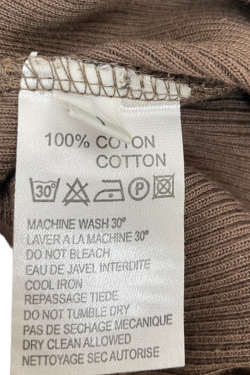 100% COTON
COTTON
30° P
MACHINE WASH 30°
LAVER A LA MACHINE 30°
DO NOT BLEACH
EAU DE JAVEL INTERDITE
COOL IRON
REPASSAGE TIEDE
DO NOT TUMBLE DRY
PAS DE SECHAGE MECANIQUE
DRY CLEAN ALLOWED
NETTOYAGE SEC AUTORISE